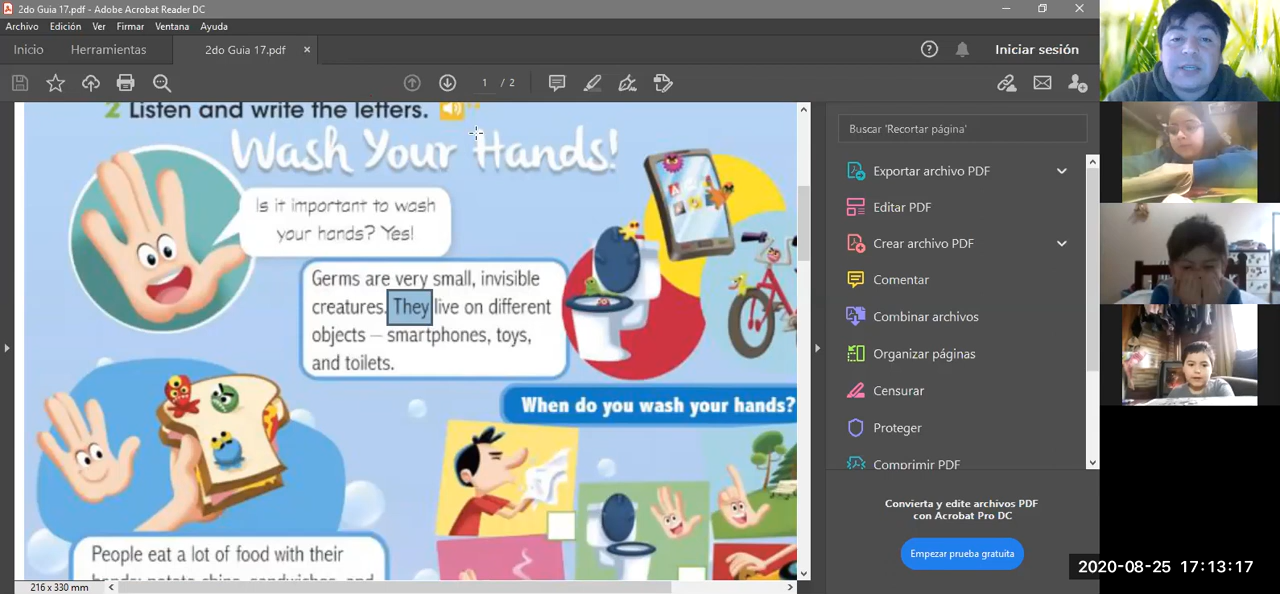 2do Guia 17.pdf - Adobe Acrobat Reader DC
Archivo Edición Ver Firmar Ventana Ayuda
Inicio Herramientas 2do Guia 17.pdf × Iniciar sesión
1 / 2
2 Listen and write the letters.
Wash Your Hands!
Is it important to wash
your hands? Yes!
Germs are very small, invisible
creatures. They live on different
objects – smartphones, toys,
and toilets.
When do you wash your hands?
People eat a lot of food with their
216 x 330 mm
Buscar 'Recortar página'
Exportar archivo PDF
Editar PDF
Crear archivo PDF
Comentar
Combinar archivos
Organizar páginas
Censurar
Proteger
Comprimir PDF
Convierta y edite archivos PDF
con Acrobat Pro DC
Empezar prueba gratuita
2020-08-25 17:13:17